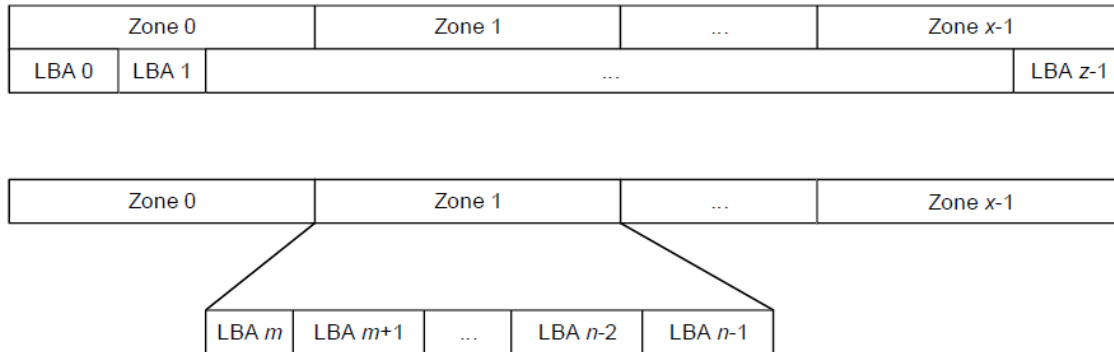 Zone 0 Zone 1 ... Zone x-1
LBA 0 LBA 1 ... LBA z-1
Zone 0 Zone 1 ... Zone x-1
LBA m LBA m+1 ... LBA n-2 LBA n-1